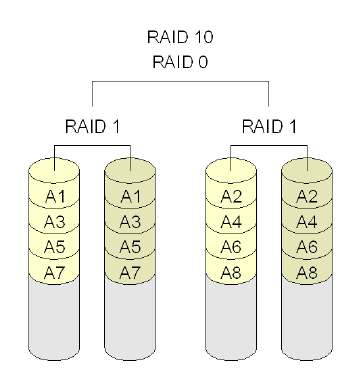 RAID 10
RAID 0
RAID 1 RAID 1
A1 A1 A2 A2
A3 A3 A4 A4
A5 A5 A6 A6
A7 A7 A8 A8